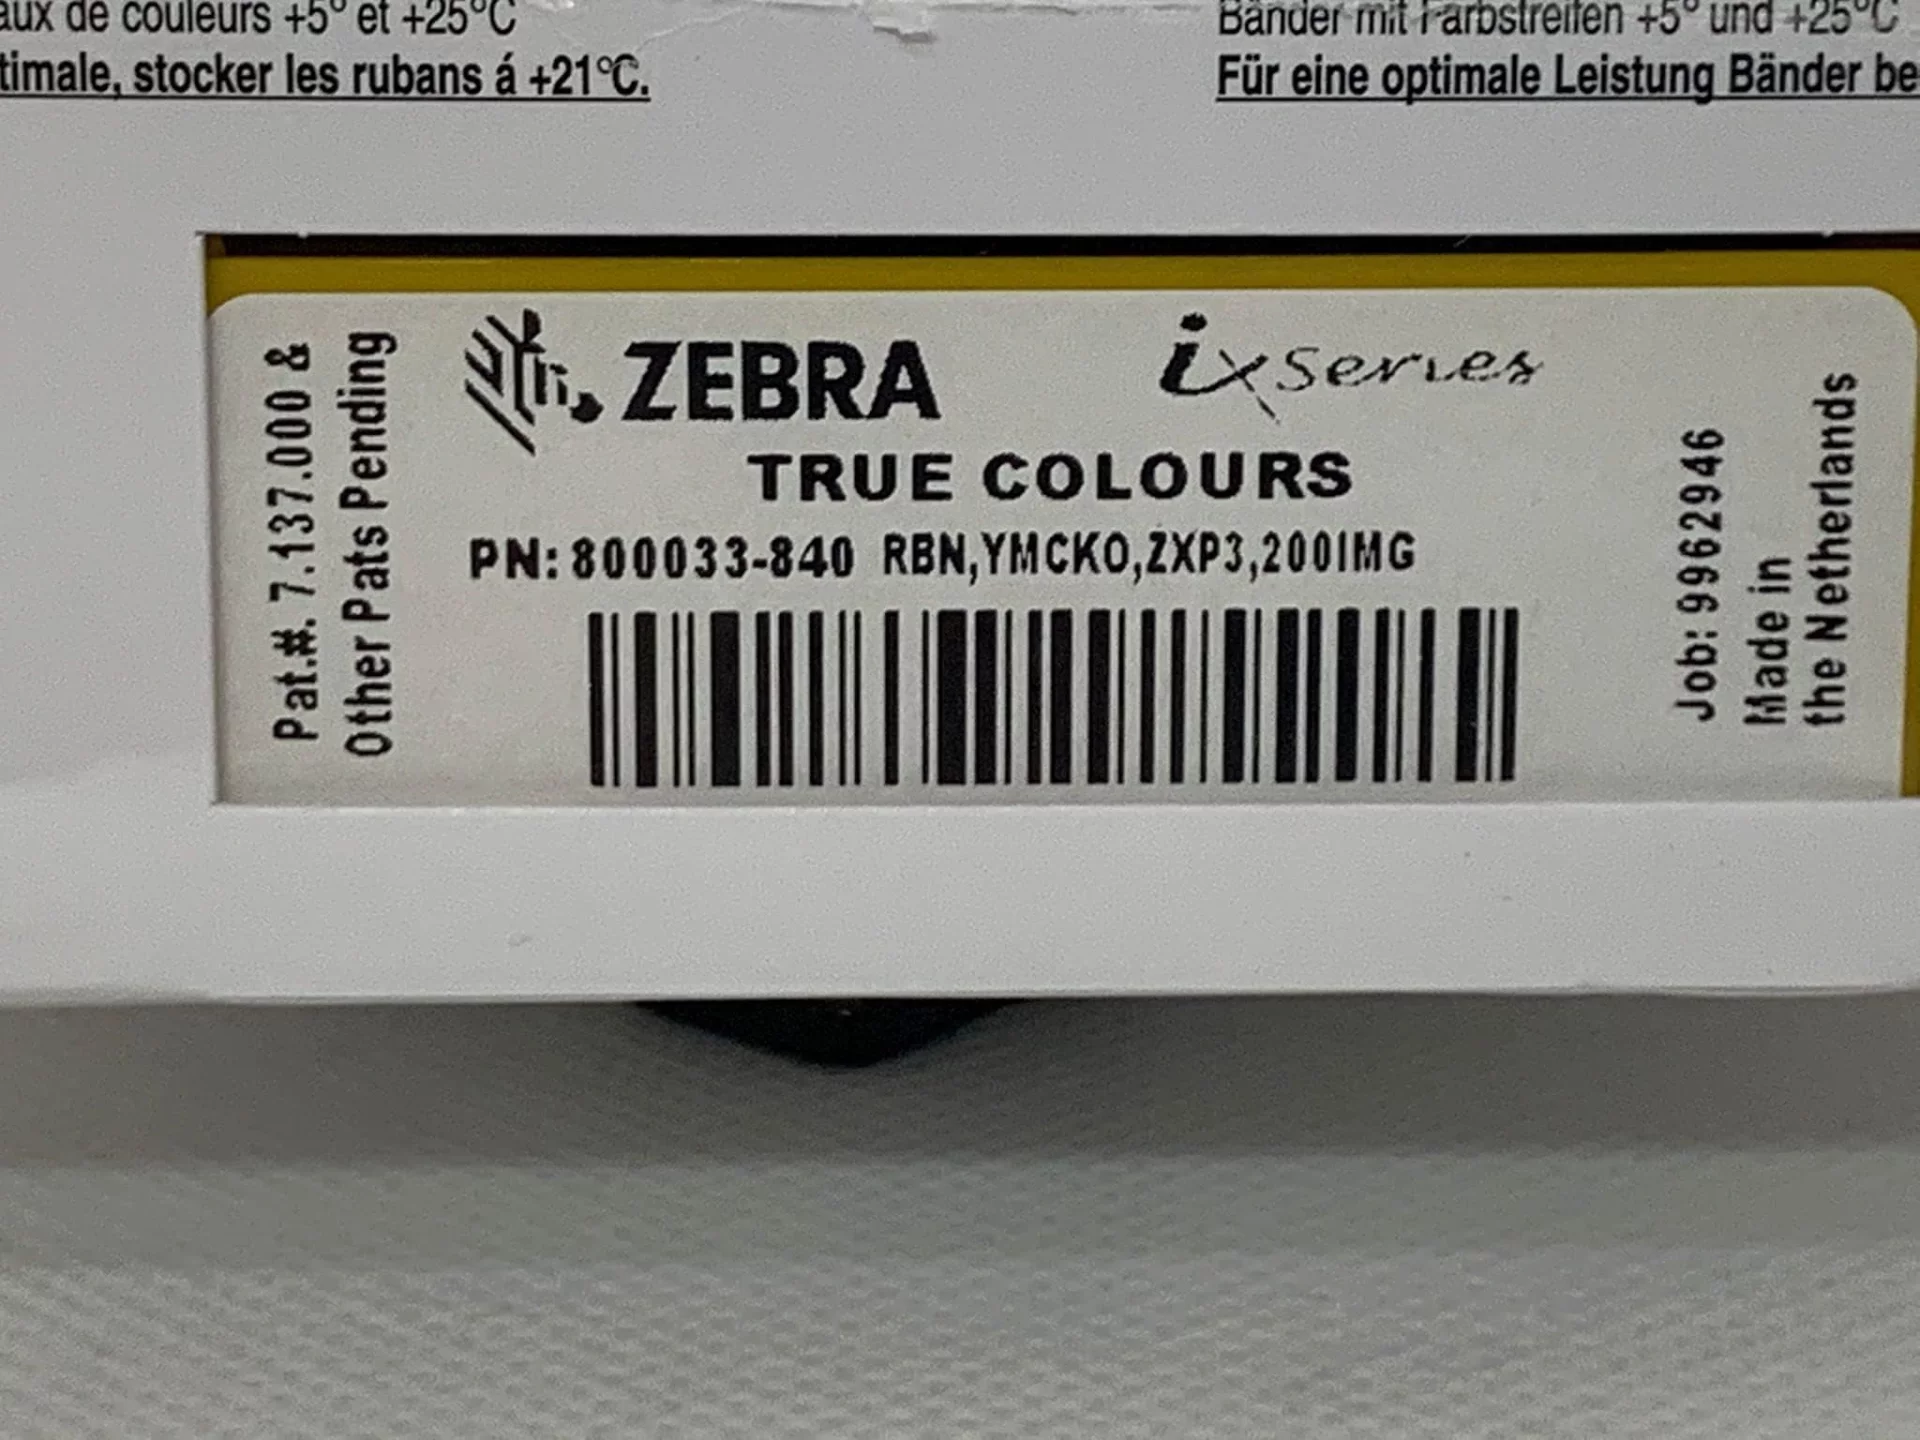 aux de couleurs +5° et +25°C
timale, stocker les rubans á +21°C.
Bänder mit Farbstreifen +5° und +25°C
Für eine optimale Leistung Bänder be
Pat.#. 7.137.000 &
Other Pats Pending
ZEBRA
ix series
TRUE COLOURS
PN: 800033-840 RBN,YMCKO,ZXP3,200IMG
Job: 9962946
Made in
the Netherlands